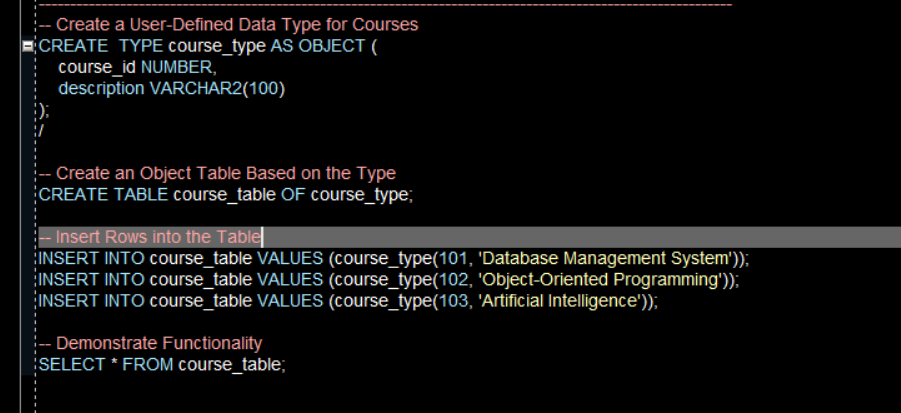 -- Create a User-Defined Data Type for Courses
CREATE  TYPE course_type AS OBJECT (
    course_id NUMBER,
    description VARCHAR2(100)
);
/
-- Create an Object Table Based on the Type
CREATE TABLE course_table OF course_type;
-- Insert Rows into the Table
INSERT INTO course_table VALUES (course_type(101, 'Database Management System'));
INSERT INTO course_table VALUES (course_type(102, 'Object-Oriented Programming'));
INSERT INTO course_table VALUES (course_type(103, 'Artificial Intelligence'));
-- Demonstrate Functionality
SELECT * FROM course_table;